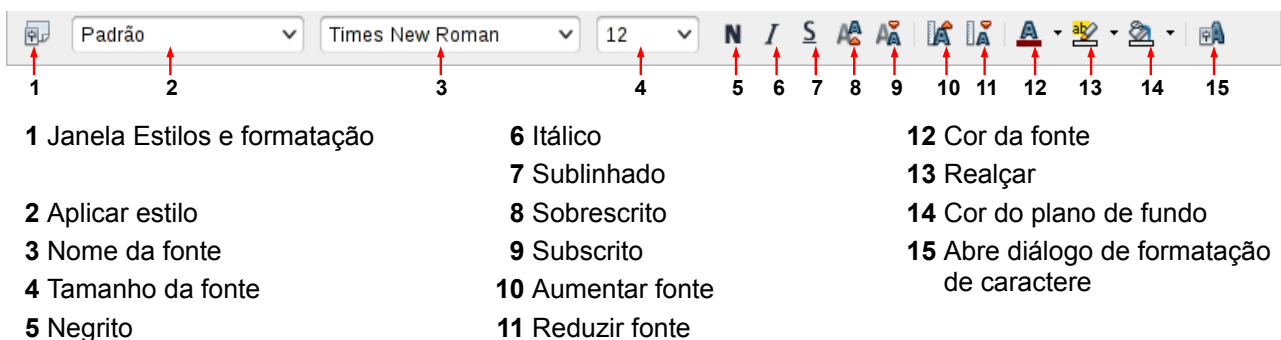 Padrão Times New Roman 12 N I S
1 2 3 4 5 6 7 8 9 10 11 12 13 14 15
1 Janela Estilos e formatação
2 Aplicar estilo
3 Nome da fonte
4 Tamanho da fonte
5 Negrito
6 Itálico
7 Sublinhado
8 Sobrescrito
9 Subscrito
10 Aumentar fonte
11 Reduzir fonte
12 Cor da fonte
13 Realçar
14 Cor do plano de fundo
15 Abre diálogo de formatação
de caractere